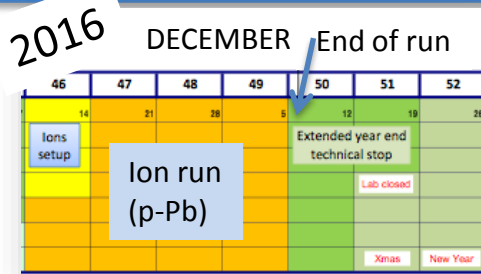 2016
DECEMBER
End of run
46 47 48 49 50 51 52
14 21 28 5 12 19 26
Ions
setup
Extended year end
technical stop
Ion run
(p-Pb)
Lab closed
Xmas
New Year